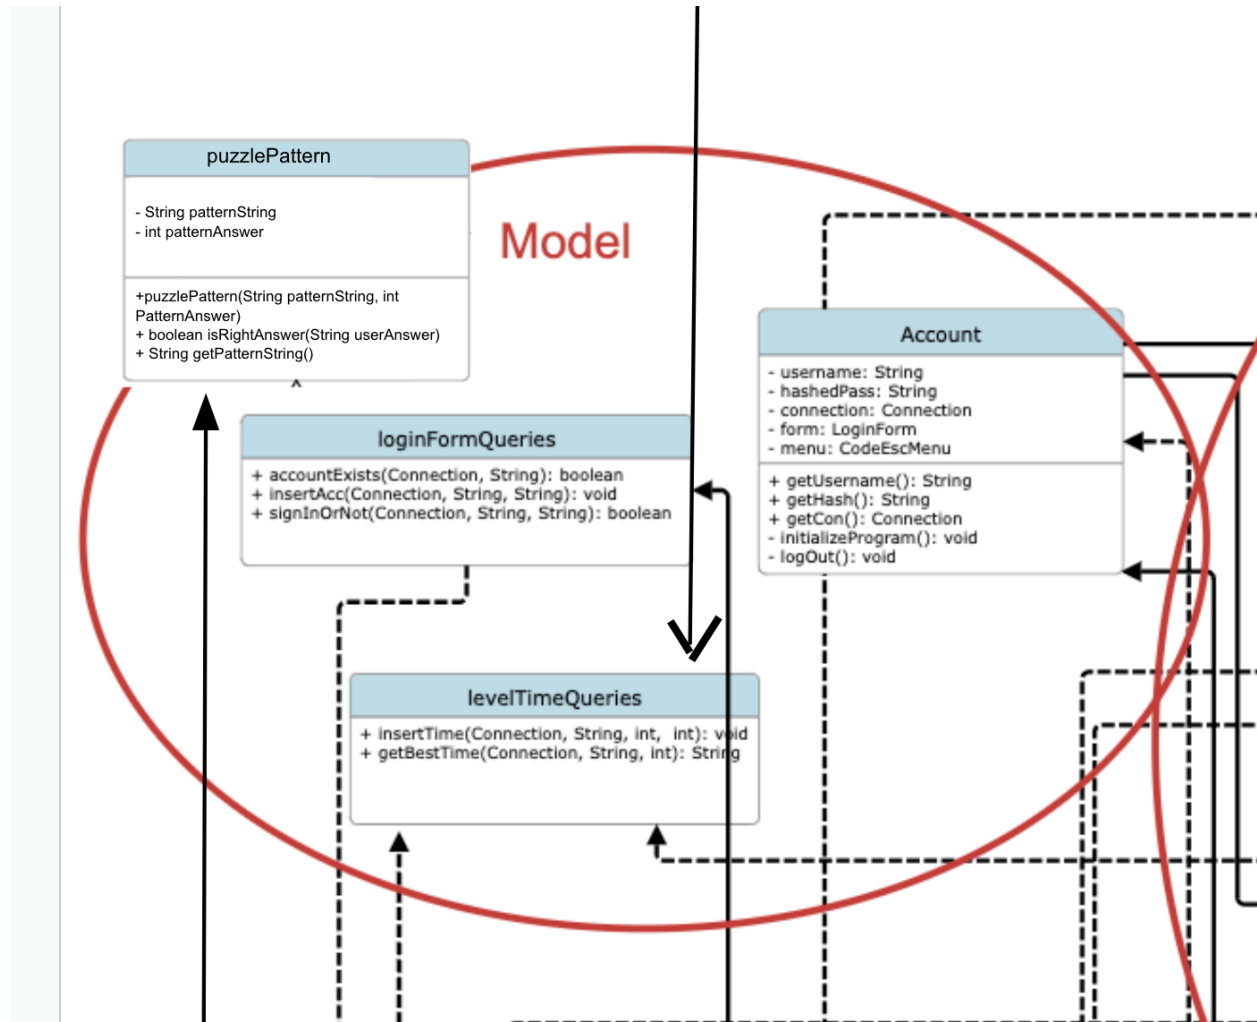 puzzlePattern
- String patternString
- int patternAnswer
+puzzlePattern(String patternString, int
PatternAnswer)
+ boolean isRightAnswer(String userAnswer)
+ String getPatternString()
Model
Account
- username: String
- hashedPass: String
- connection: Connection
- form: LoginForm
- menu: CodeEscMenu
+ getUsername(): String
+ getHash(): String
+ getCon(): Connection
- initializeProgram(): void
- logOut(): void
loginFormQueries
+ accountExists(Connection, String): boolean
+ insertAcc(Connection, String, String): void
+ signInOrNot(Connection, String, String): boolean
levelTimeQueries
+ insertTime(Connection, String, int, int): void
+ getBestTime(Connection, String, int): String